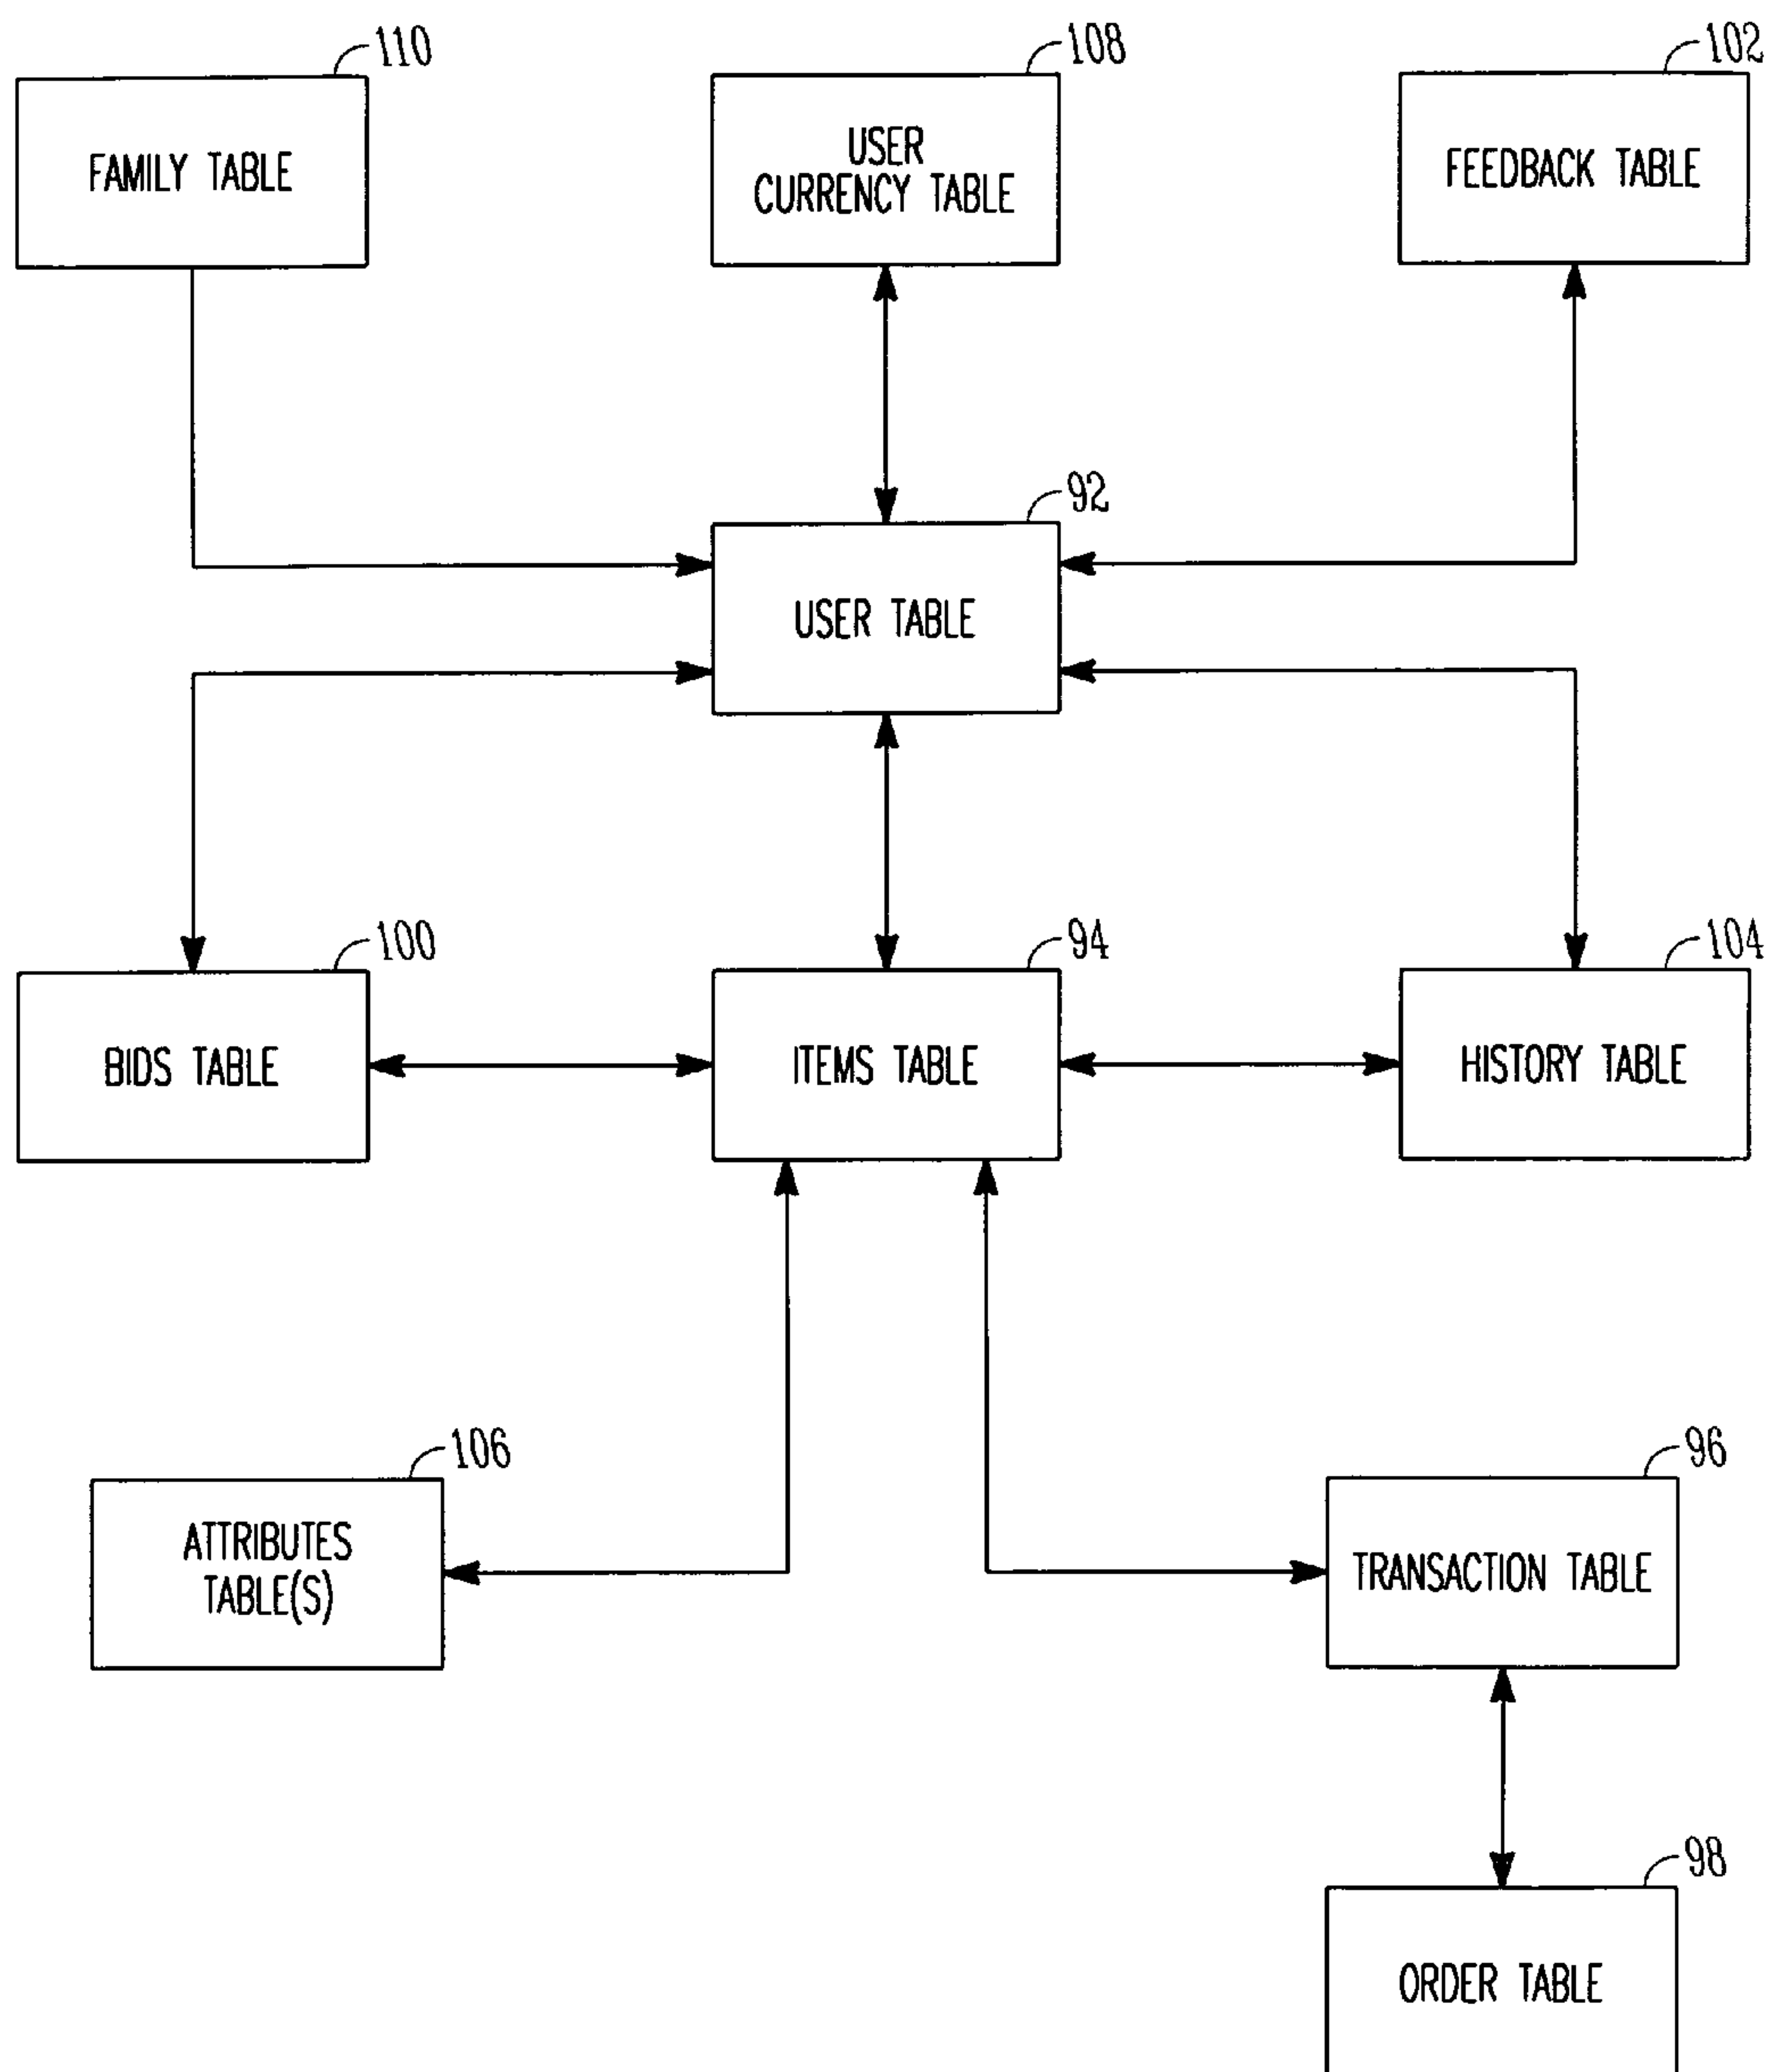 110
108
102
FAMILY TABLE
USER
CURRENCY TABLE
FEEDBACK TABLE
92
USER TABLE
100
94
104
BIDS TABLE
ITEMS TABLE
HISTORY TABLE
106
96
ATTRIBUTES
TABLE(S)
TRANSACTION TABLE
98
ORDER TABLE